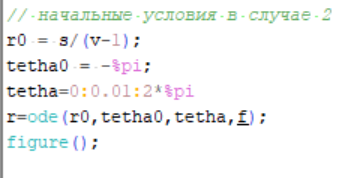 // начальные условия в случае 2
r0 = s/(v-1);
tetha0 = -%pi;
tetha=0:0.01:2*%pi
r=ode(r0,tetha0,tetha,f);
figure();